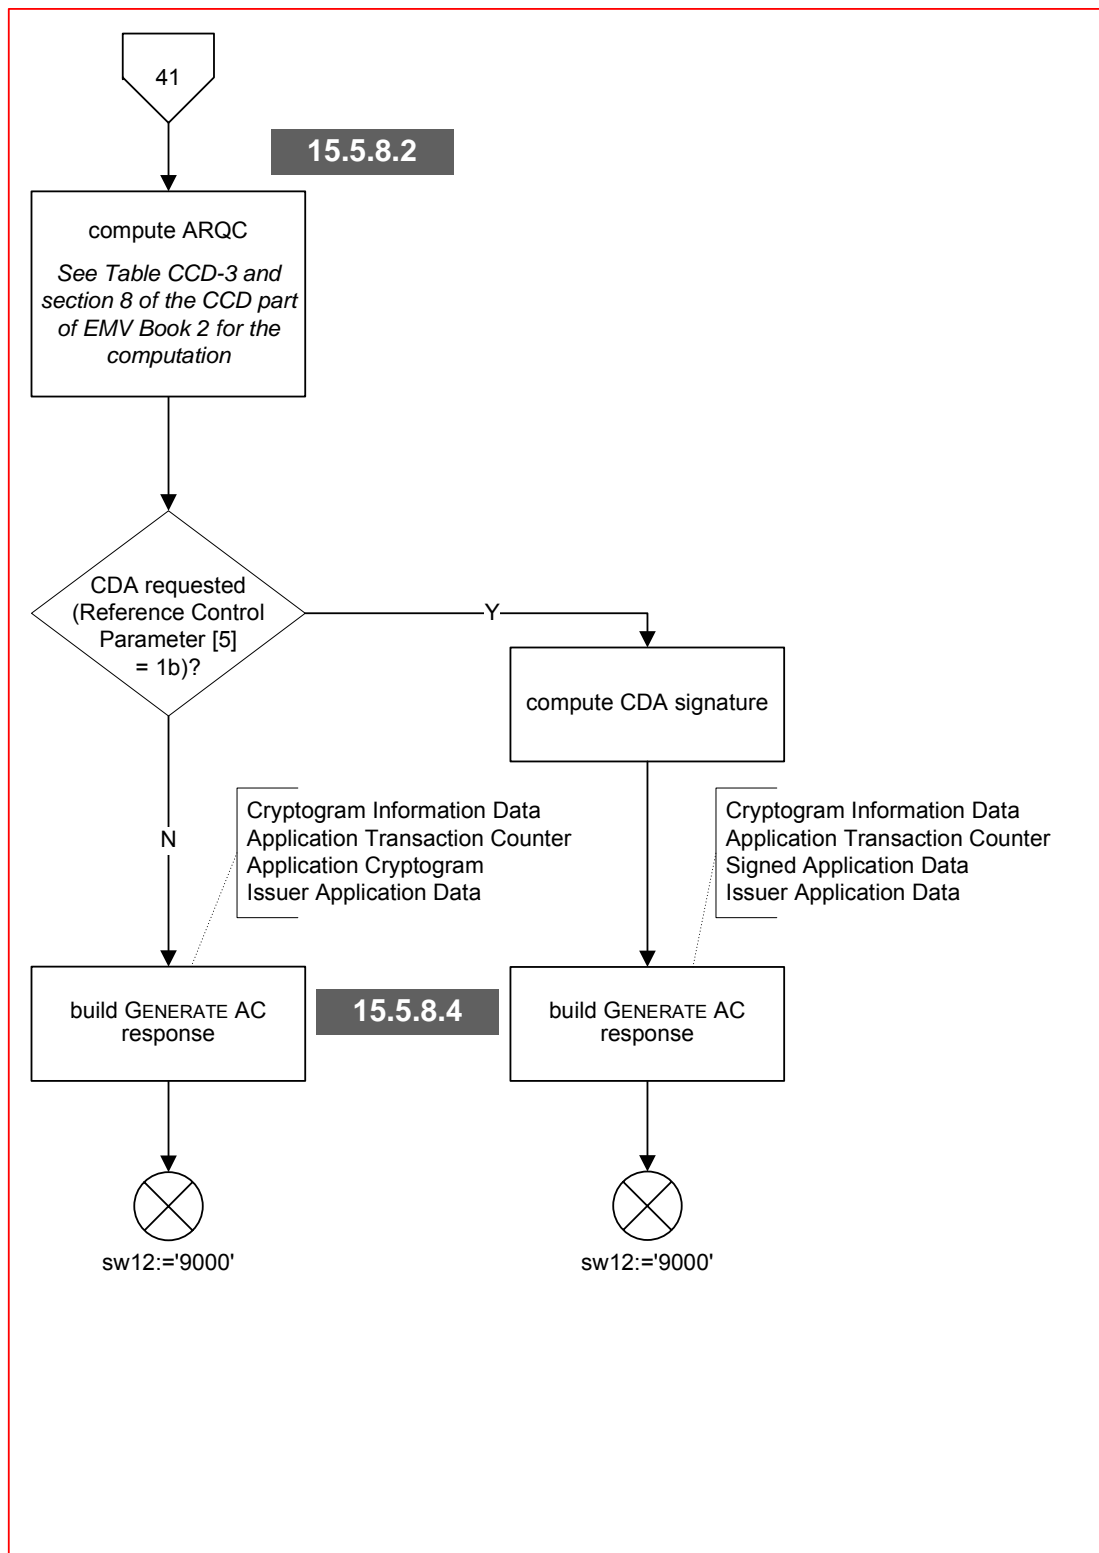 41
15.5.8.2
compute ARQC
See Table CCD-3 and
section 8 of the CCD part
of EMV Book 2 for the
computation
CDA requested
(Reference Control
Parameter [5]
= 1b)?
Y
compute CDA signature
N
Cryptogram Information Data
Application Transaction Counter
Application Cryptogram
Issuer Application Data
Cryptogram Information Data
Application Transaction Counter
Signed Application Data
Issuer Application Data
build GENERATE AC
response
15.5.8.4
build GENERATE AC
response
sw12:='9000'
sw12:='9000'